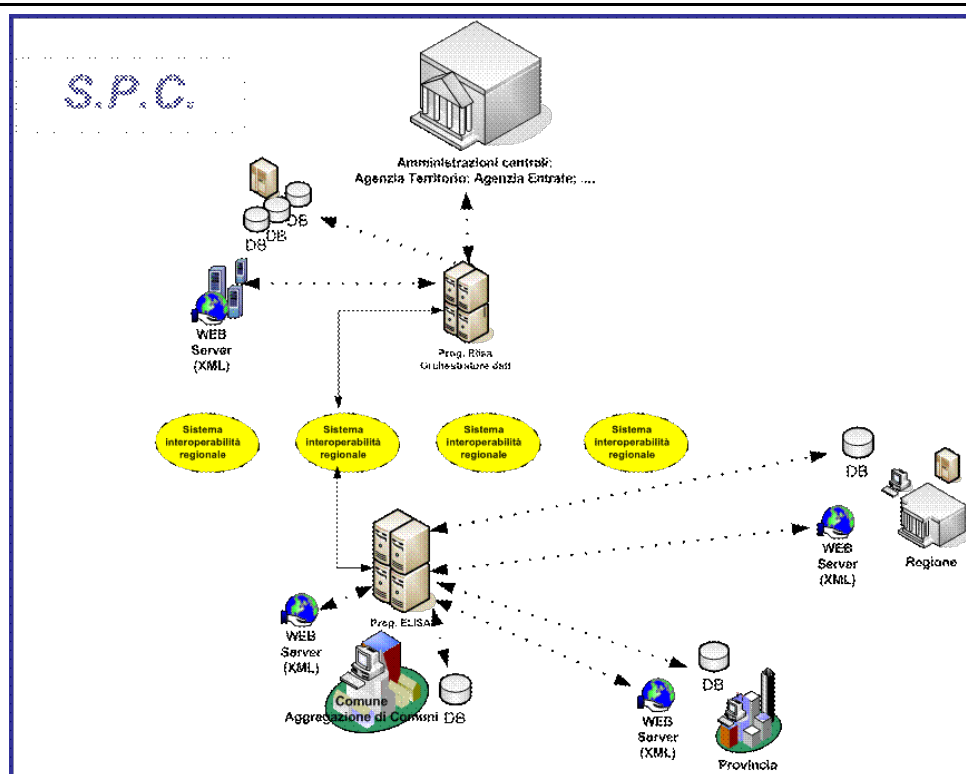 S.P.C.
Amministrazioni centrali:
Agenzia Territorio; Agenzia Entrate; ....
DB
DB
DB
WEB
Server
(XML)
Prog. Elisa
Orchestratore dati
Sistema
interoperabilità
regionale
Sistema
interoperabilità
regionale
Sistema
interoperabilità
regionale
Sistema
interoperabilità
regionale
DB
WEB
Server
(XML)
Regione
Prog. ELISA
WEB
Server
(XML)
Comune
Aggregazione di Comuni
DB
DB
WEB
Server
(XML)
Provincia